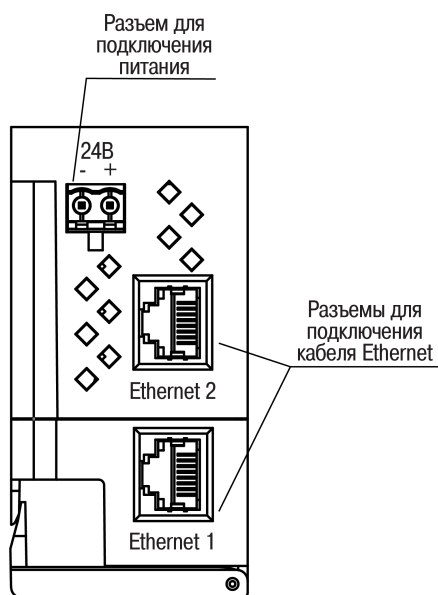 Разъем для
подключения
питания
24В
- +
Разъемы для
подключения
кабеля Ethernet
Ethernet 2
Ethernet 1